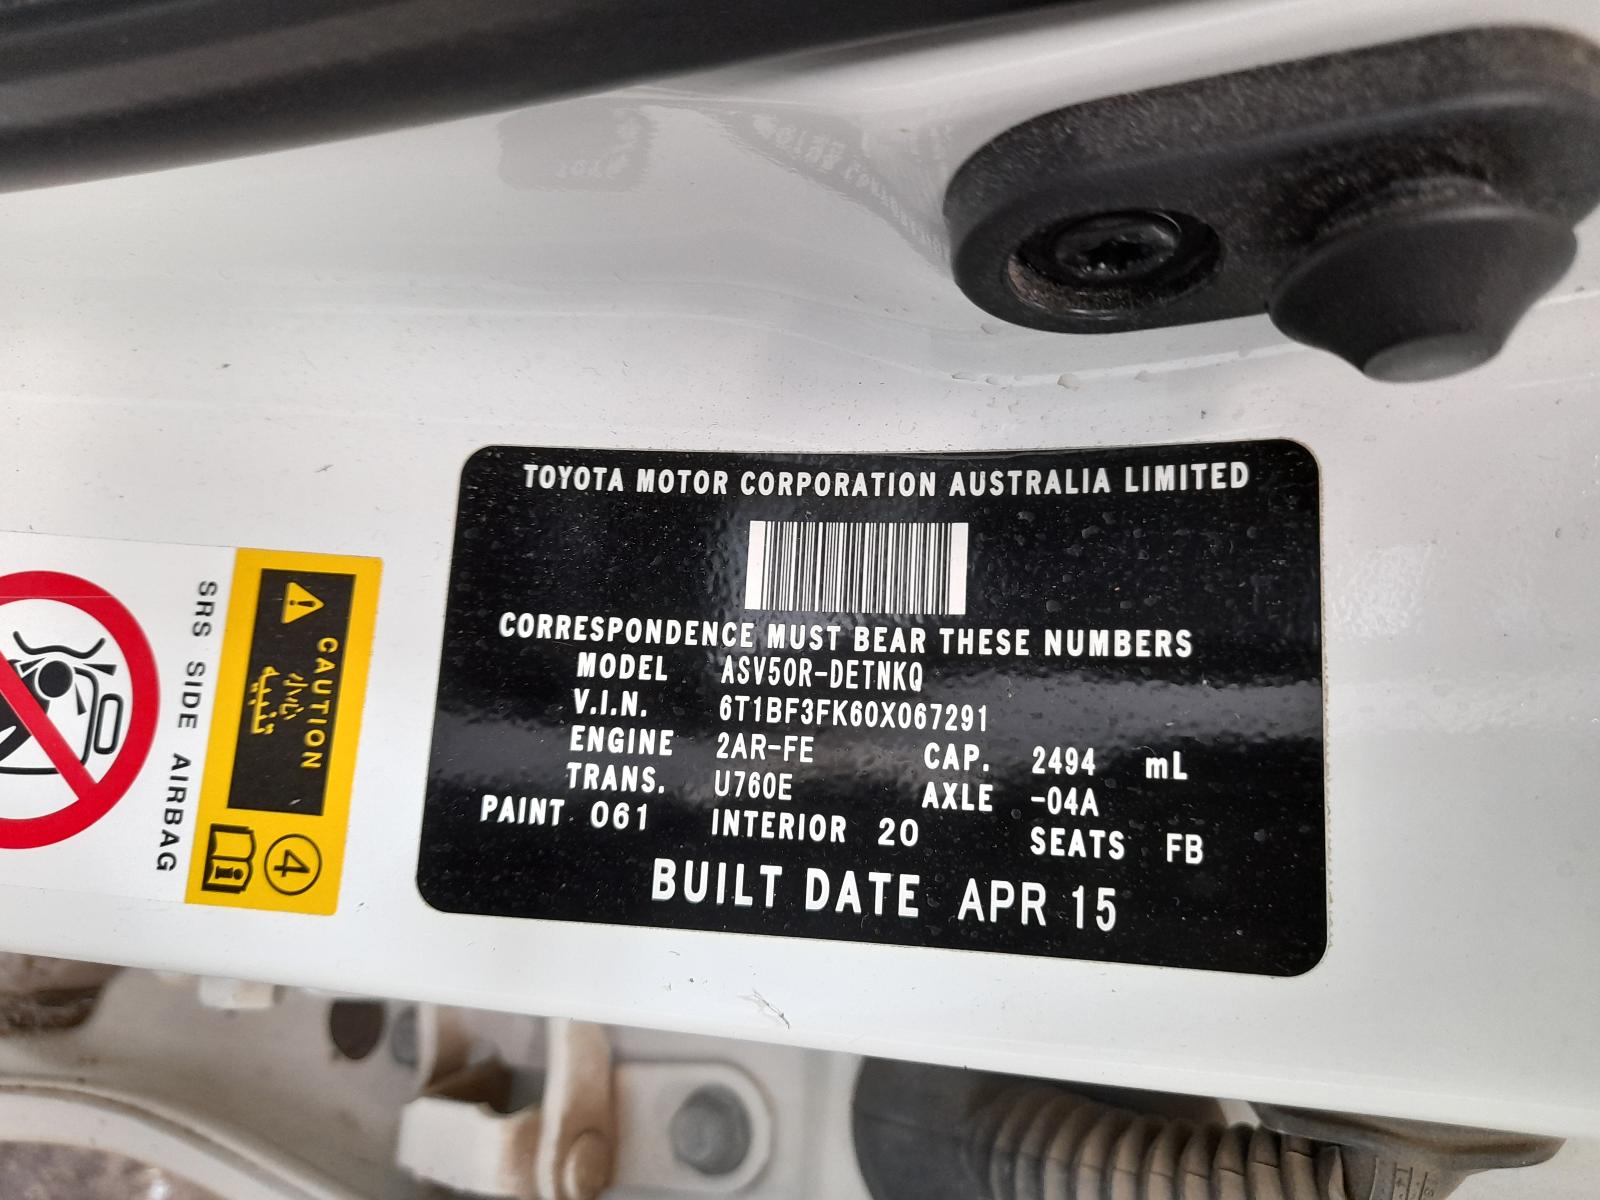 TOYOTA MOTOR CORPORATION AUSTRALIA LIMITED
CORRESPONDENCE MUST BEAR THESE NUMBERS
MODEL ASV50R-DETNKQ
V.I.N. 6T1BF3FK60X067291
ENGINE 2AR-FE CAP. 2494 mL
TRANS. U760E AXLE -04A
PAINT 061 INTERIOR 20 SEATS FB
BUILT DATE APR 15
CAUTION
تنبيه
4
i
SRS SIDE AIRBAG